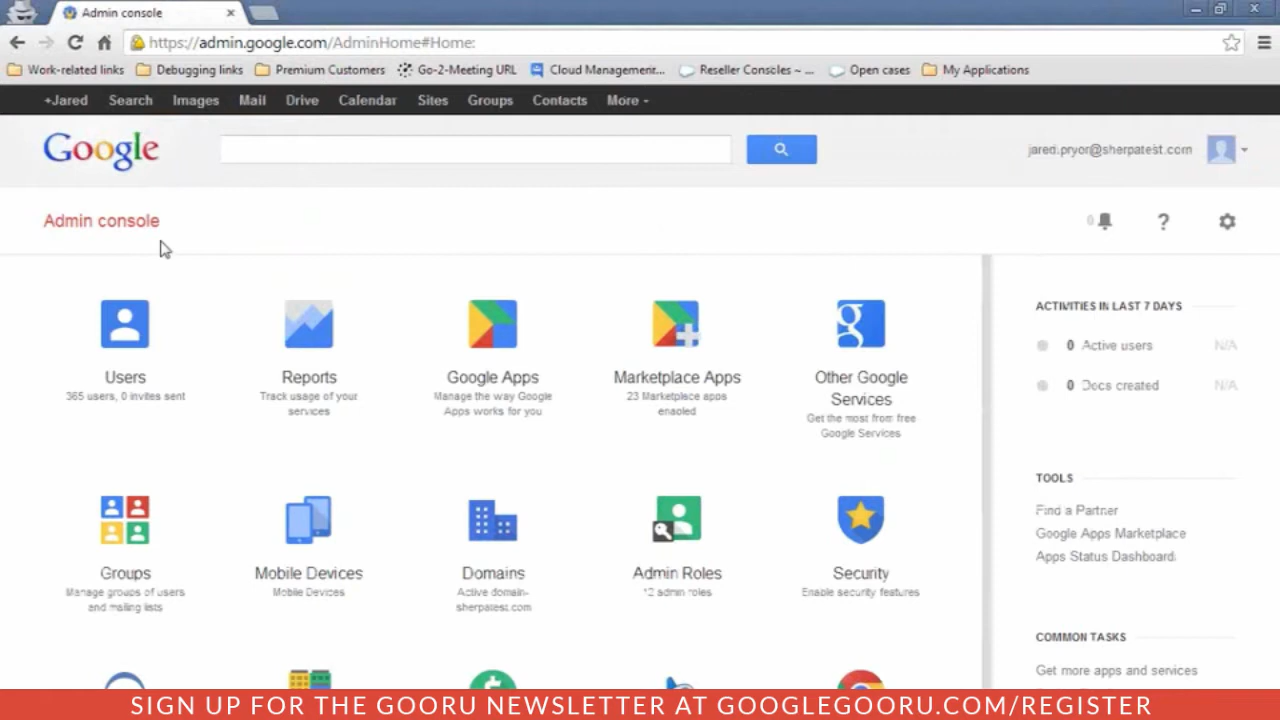 Admin console
https://admin.google.com/AdminHome#Home:
Work-related links Debugging links Premium Customers Go-2-Meeting URL Cloud Management... Reseller Consoles ~ ... Open cases My Applications
+Jared Search Images Mail Drive Calendar Sites Groups Contacts More
Google jared.pryor@sherpatest.com
Admin console 0 ?
Users
365 users, 0 invites sent
Reports
Track usage of your
services
Google Apps
Manage the way Google
Apps works for you
Marketplace Apps
23 Marketplace apps
enabled
Other Google
Services
Get the most from free
Google Services
Groups
Manage groups of users
and mailing lists
Mobile Devices
Mobile Devices
Domains
Active domain-
sherpatest.com
Admin Roles
12 admin roles
Security
Enable security features
ACTIVITIES IN LAST 7 DAYS
0 Active users N/A
0 Docs created N/A
TOOLS
Find a Partner
Google Apps Marketplace
Apps Status Dashboard
COMMON TASKS
Get more apps and services
SIGN UP FOR THE GOORU NEWSLETTER AT GOOGLEGOORU.COM/REGISTER